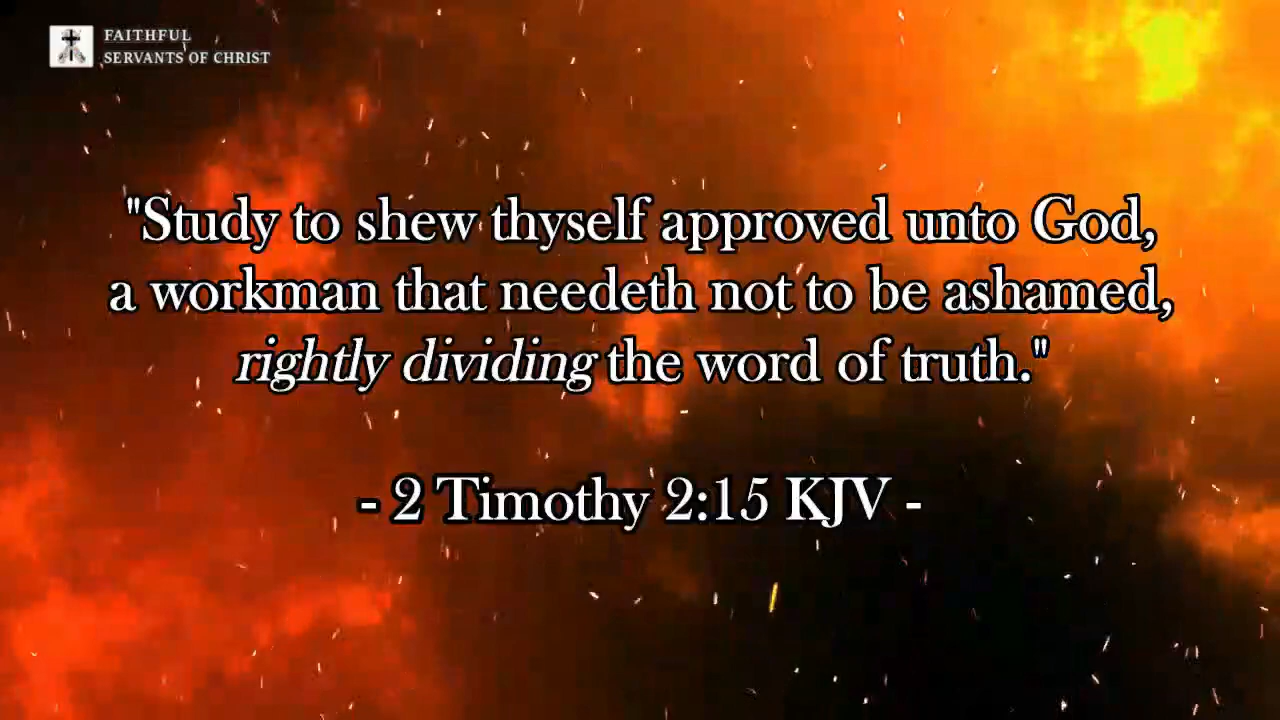 FAITHFUL
SERVANTS OF CHRIST
"Study to shew thyself approved unto God,
a workman that needeth not to be ashamed,
rightly dividing the word of truth."
- 2 Timothy 2:15 KJV -